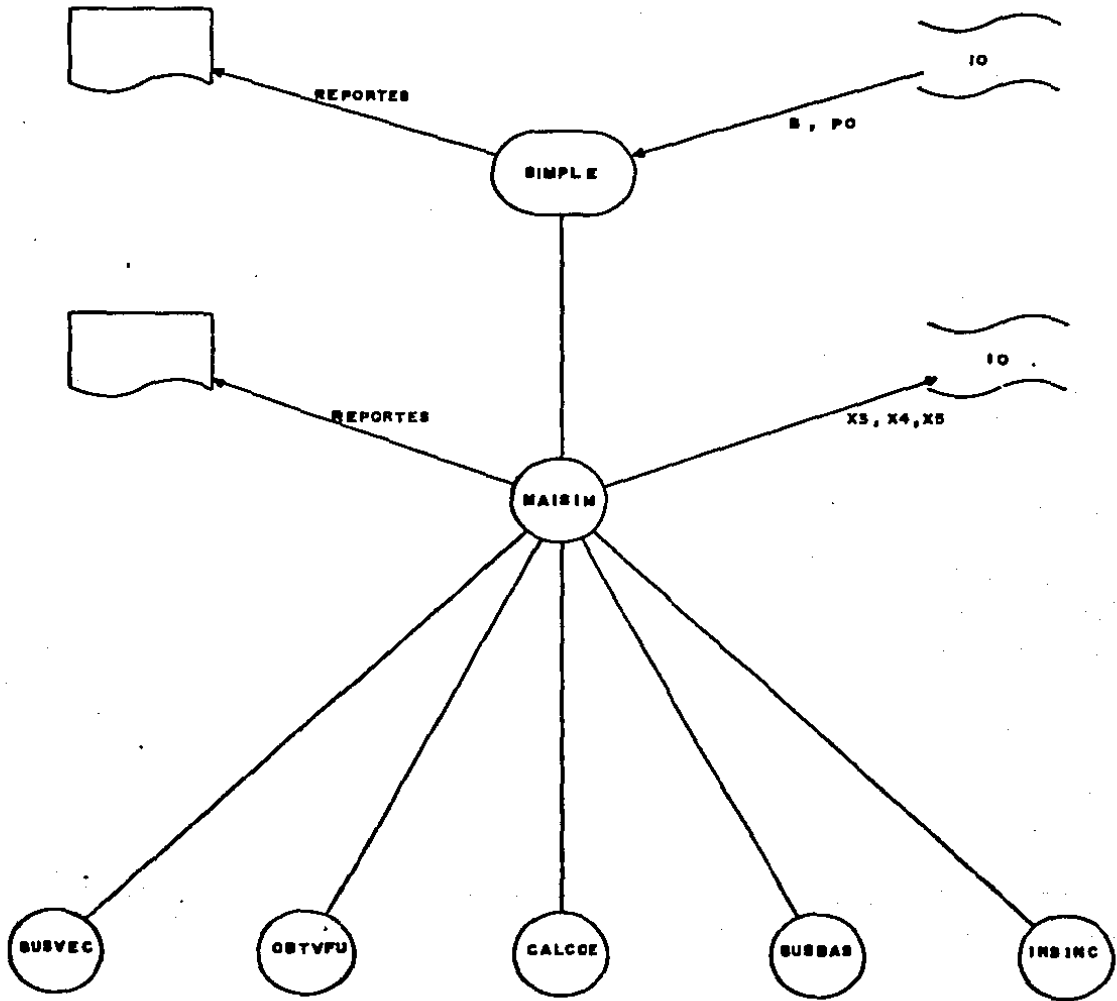 IO
REPORTES
B, PO
SIMPLE
IO
REPORTES
X3, X4, X5
MAISIM
BUSVEC
OBTVFU
CALCOE
BUSBAS
INSINC